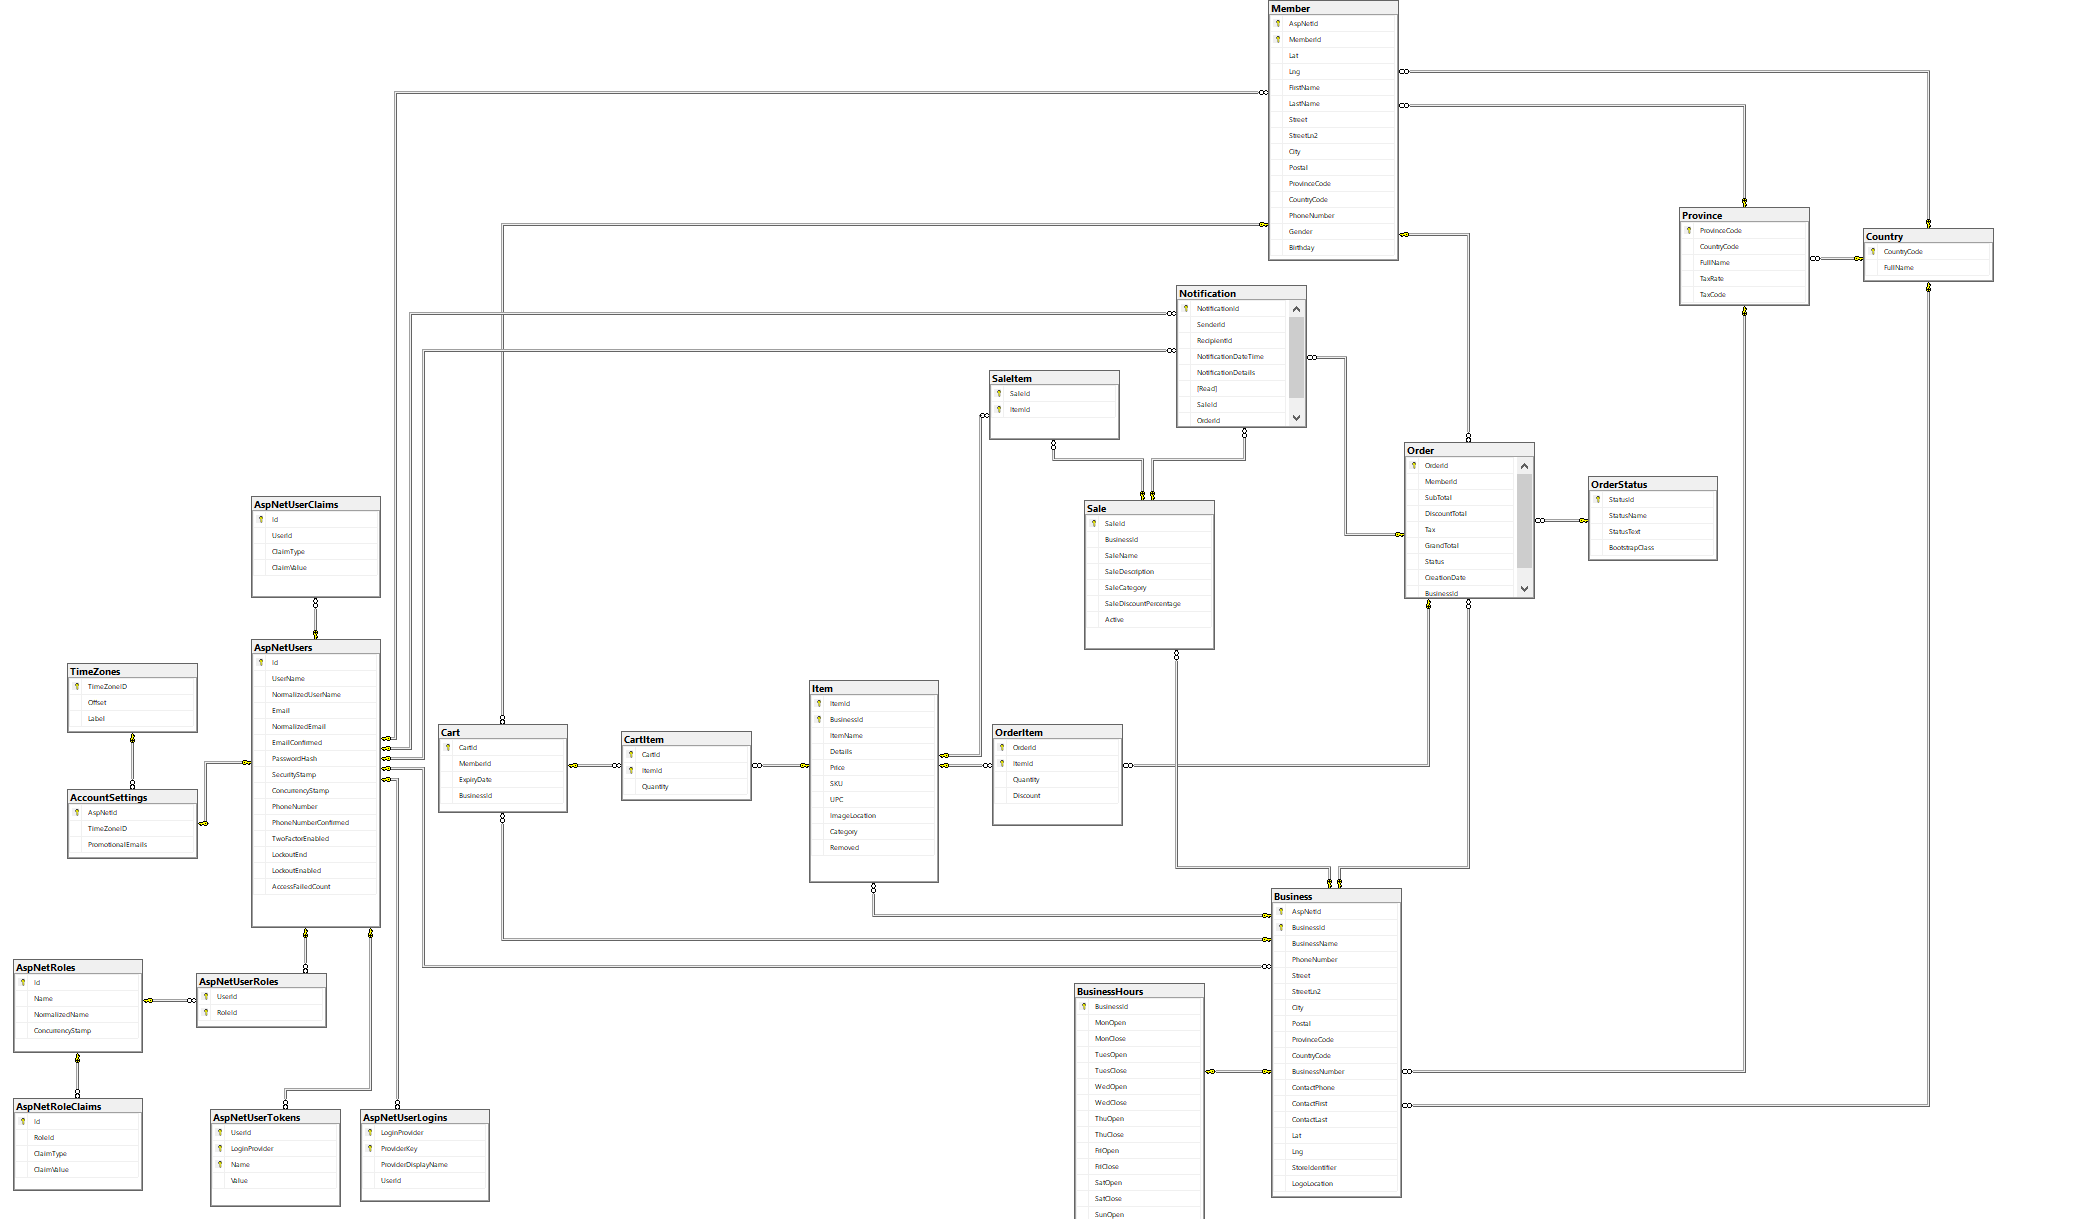 Member
AspNetId
MemberId
Lat
Lng
FirstName
LastName
Street
StreetLn2
City
Postal
ProvinceCode
CountryCode
PhoneNumber
Gender
Birthday
Province
ProvinceCode
CountryCode
FullName
TaxRate
TaxCode
Country
CountryCode
FullName
Notification
NotificationId
SenderId
RecipientId
NotificationDateTime
NotificationDetails
[Read]
SaleId
OrderId
SaleItem
SaleId
ItemId
Order
OrderId
MemberId
SubTotal
DiscountTotal
Tax
GrandTotal
Status
CreationDate
BusinessId
OrderStatus
StatusId
StatusName
StatusText
BootstrapClass
Sale
SaleId
BusinessId
SaleName
SaleDescription
SaleCategory
SaleDiscountPercentage
Active
AspNetUserClaims
Id
UserId
ClaimType
ClaimValue
AspNetUsers
Id
UserName
NormalizedUserName
Email
NormalizedEmail
EmailConfirmed
PasswordHash
SecurityStamp
ConcurrencyStamp
PhoneNumber
PhoneNumberConfirmed
TwoFactorEnabled
LockoutEnd
LockoutEnabled
AccessFailedCount
TimeZones
TimeZoneID
Offset
Label
AccountSettings
AspNetId
TimeZoneID
PromotionalEmails
Cart
CartId
MemberId
ExpiryDate
BusinessId
CartItem
CartId
ItemId
Quantity
Item
ItemId
BusinessId
ItemName
Details
Price
SKU
UPC
ImageLocation
Category
Removed
OrderItem
OrderId
ItemId
Quantity
Discount
Business
AspNetId
BusinessId
BusinessName
PhoneNumber
Street
StreetLn2
City
Postal
ProvinceCode
CountryCode
BusinessNumber
ContactPhone
ContactFirst
ContactLast
Lat
Lng
StoreIdentifier
LogoLocation
BusinessHours
BusinessId
MonOpen
MonClose
TuesOpen
TuesClose
WedOpen
WedClose
ThuOpen
ThuClose
FriOpen
FriClose
SatOpen
SatClose
SunOpen
AspNetRoles
Id
Name
NormalizedName
ConcurrencyStamp
AspNetUserRoles
UserId
RoleId
AspNetRoleClaims
Id
RoleId
ClaimType
ClaimValue
AspNetUserTokens
UserId
LoginProvider
Name
Value
AspNetUserLogins
LoginProvider
ProviderKey
ProviderDisplayName
UserId